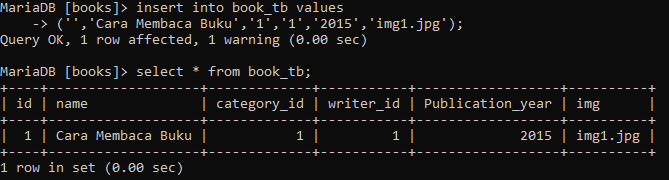 MariaDB [books]> insert into book_tb values
    -> ('','Cara Membaca Buku','1','1','2015','img1.jpg');
Query OK, 1 row affected, 1 warning (0.00 sec)

MariaDB [books]> select * from book_tb;
+----+-------------------+-------------+-----------+------------------+----------+
| id | name              | category_id | writer_id | Publication_year | img      |
+----+-------------------+-------------+-----------+------------------+----------+
|  1 | Cara Membaca Buku |           1 |         1 |             2015 | img1.jpg |
+----+-------------------+-------------+-----------+------------------+----------+
1 row in set (0.00 sec)